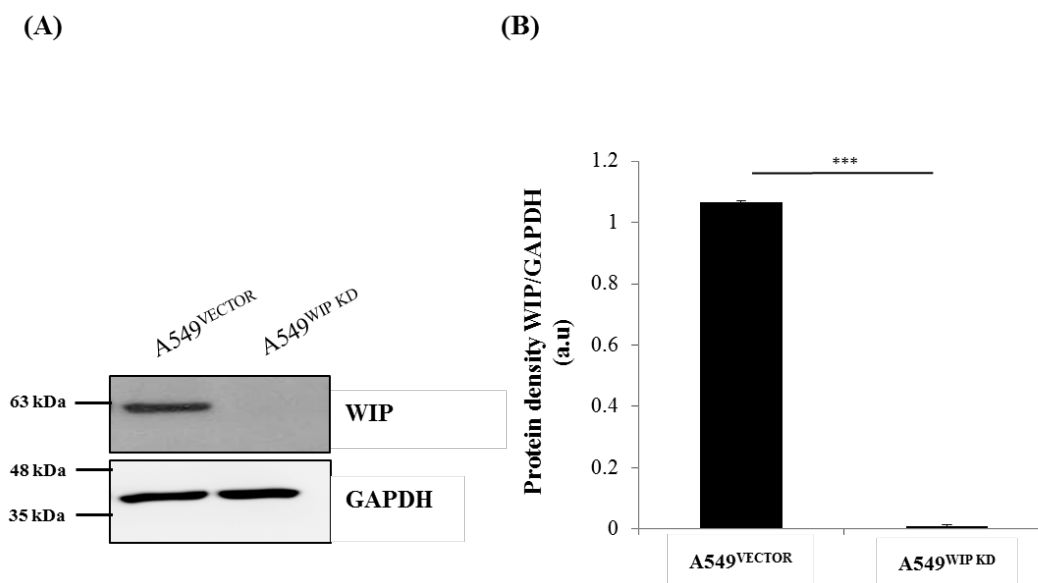 (A)
(B)
A549VECTOR
A549WIP KD
63 kDa
WIP
48 kDa
GAPDH
35 kDa
Protein density WIP/GAPDH
(a.u)
1.2
1
0.8
0.6
0.4
0.2
0
***
A549VECTOR
A549WIP KD